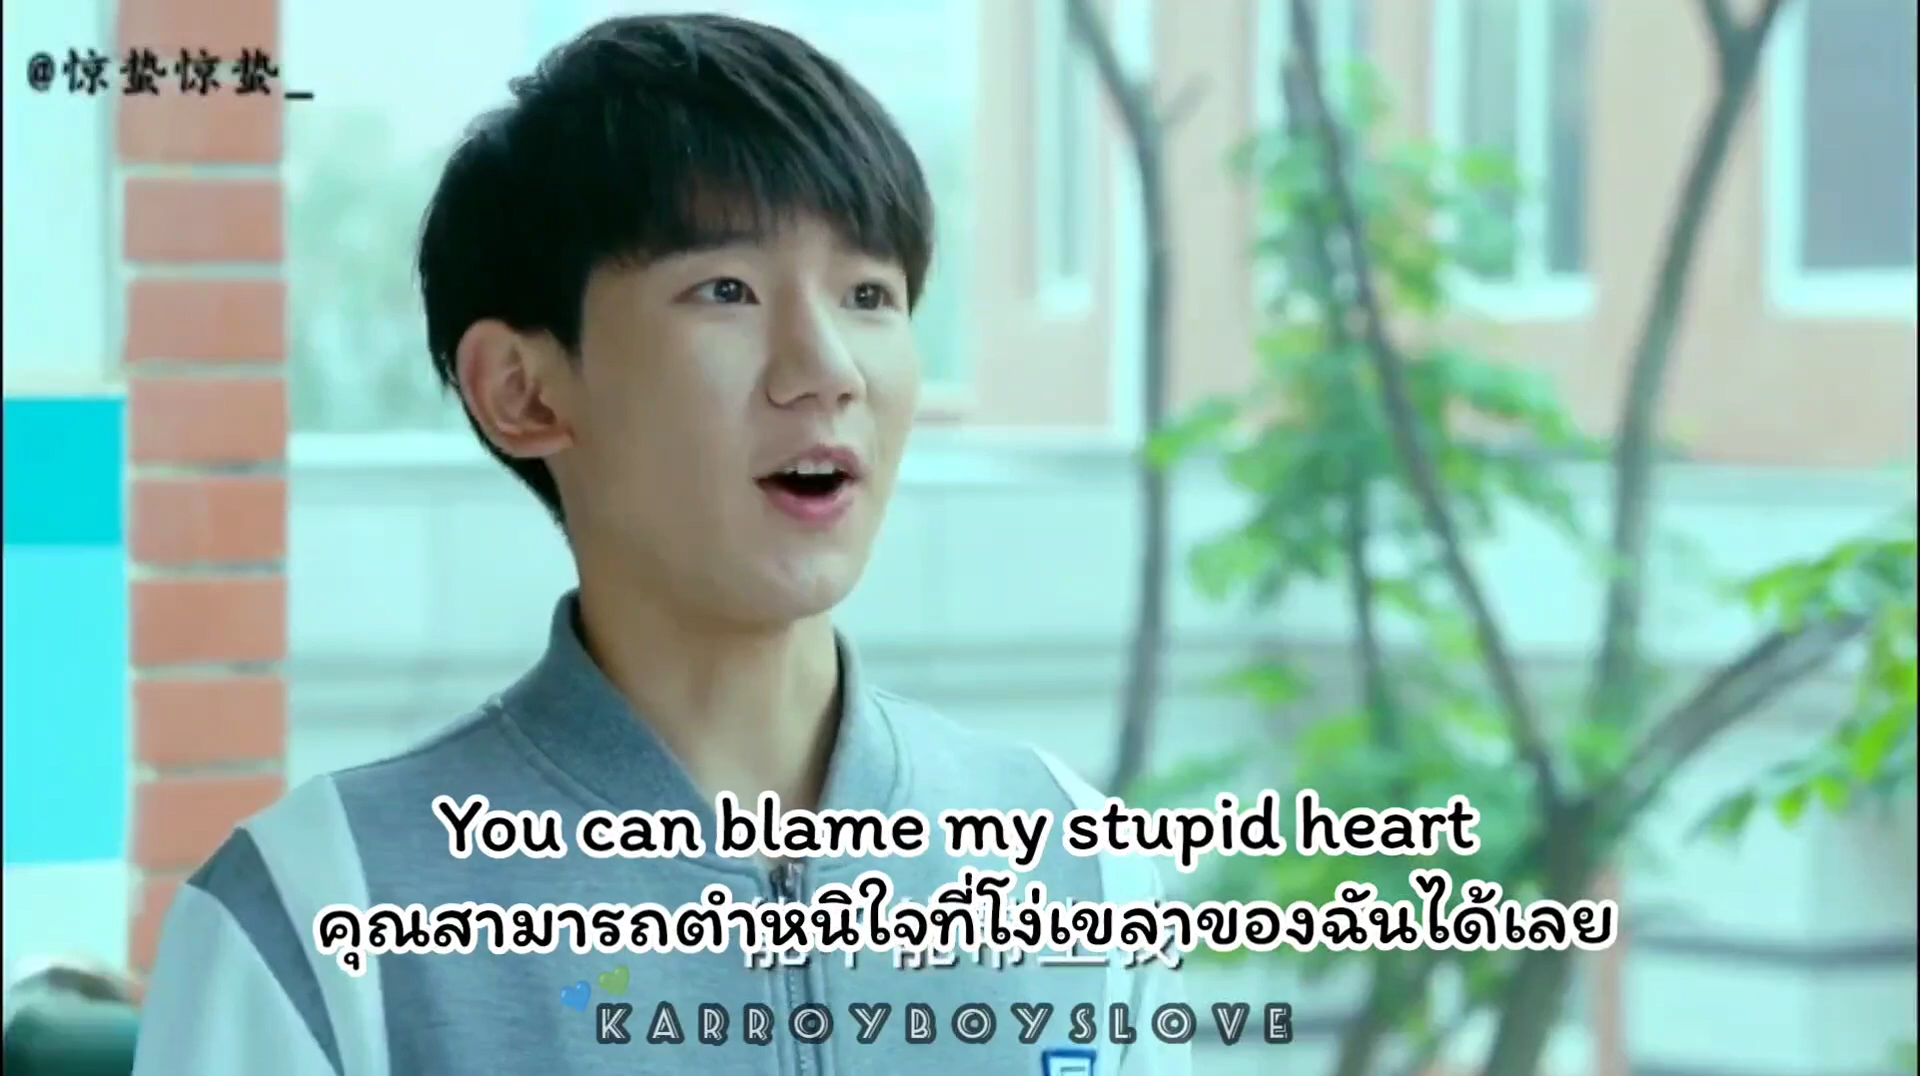 @惊蛰惊蛰_
You can blame my stupid heart
คุณสามารถตำหนิใจที่โง่เขลาของฉันได้เลย
KARROYBOYSLOVE